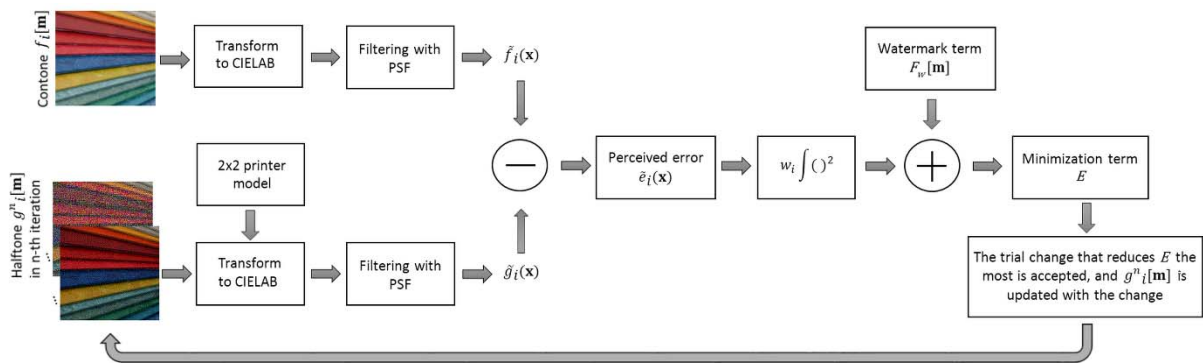 Contone f_i[m]
Transform
to CIELAB
Filtering with
PSF
f̃_i(x)
Watermark term
F_w[m]
Halftone g^n_i[m]
in n-th iteration
2x2 printer
model
Transform
to CIELAB
Filtering with
PSF
g̃_i(x)
−
Perceived error
ẽ_i(x)
w_i ∫( )^2
+
Minimization term
E
The trial change that reduces E the
most is accepted, and g^n_i[m] is
updated with the change